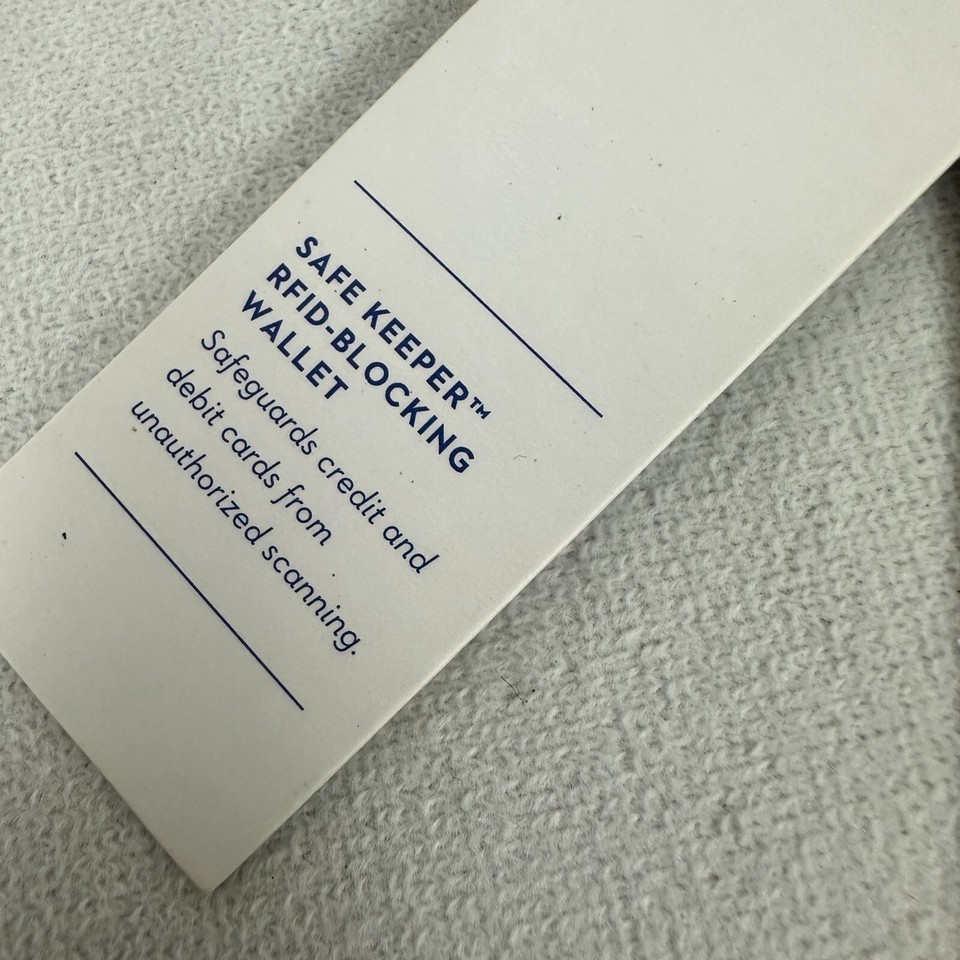 SAFE KEEPER™
RFID-BLOCKING
WALLET
Safeguards credit and
debit cards from
unauthorized scanning.